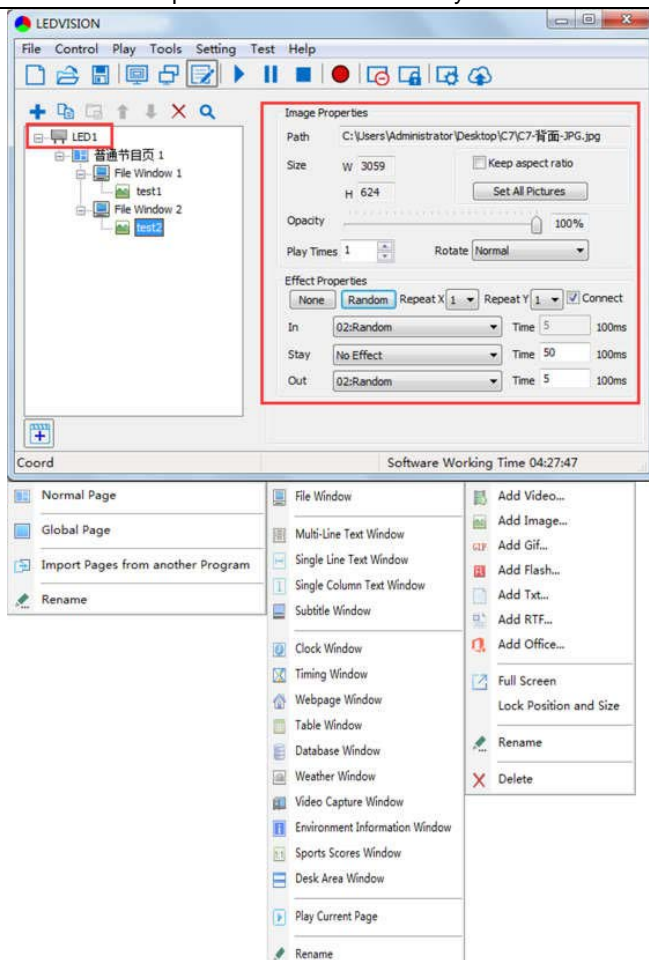 LEDVISION
File Control Play Tools Setting Test Help
LED1
普通节目页 1
File Window 1
test1
File Window 2
test2
Image Properties
Path C:\Users\Administrator\Desktop\C7\C7-背面-JPG.jpg
Size W 3059 Keep aspect ratio
H 624 Set All Pictures
Opacity 100%
Play Times 1 Rotate Normal
Effect Properties
None Random Repeat X 1 Repeat Y 1 Connect
In 02:Random Time 5 100ms
Stay No Effect Time 50 100ms
Out 02:Random Time 5 100ms
Coord Software Working Time 04:27:47
Normal Page
Global Page
Import Pages from another Program
Rename
File Window
Multi-Line Text Window
Single Line Text Window
Single Column Text Window
Subtitle Window
Clock Window
Timing Window
Webpage Window
Table Window
Database Window
Weather Window
Video Capture Window
Environment Information Window
Sports Scores Window
Desk Area Window
Play Current Page
Rename
Add Video...
Add Image...
GIF Add Gif...
Add Flash...
Add Txt...
Add RTF...
Add Office...
Full Screen
Lock Position and Size
Rename
Delete